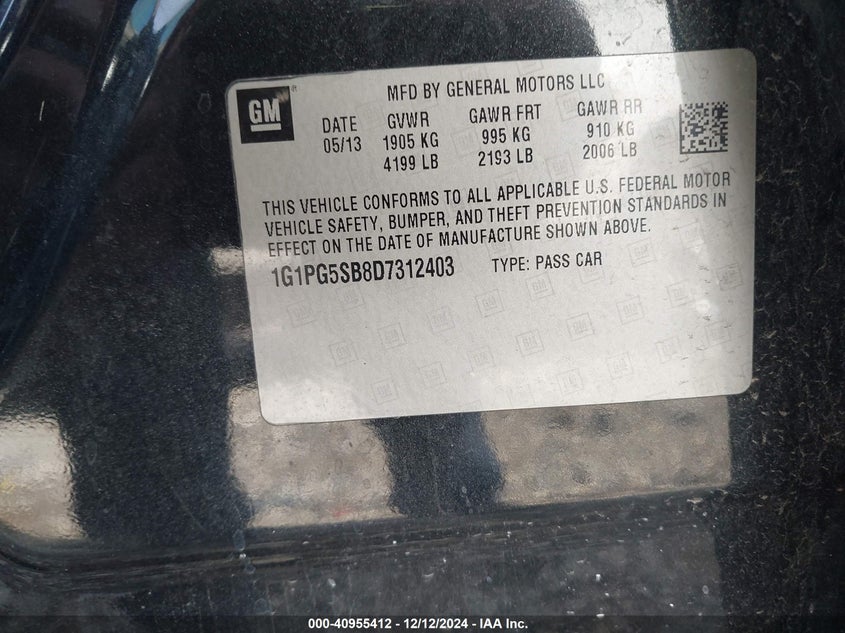 GM
MFD BY GENERAL MOTORS LLC
DATE GVWR GAWR FRT GAWR RR
05/13 1905 KG 995 KG 910 KG
4199 LB 2193 LB 2006 LB
THIS VEHICLE CONFORMS TO ALL APPLICABLE U.S. FEDERAL MOTOR
VEHICLE SAFETY, BUMPER, AND THEFT PREVENTION STANDARDS IN
EFFECT ON THE DATE OF MANUFACTURE SHOWN ABOVE.
1G1PG5SB8D7312403 TYPE: PASS CAR
000-40955412 - 12/12/2024 - IAA Inc.